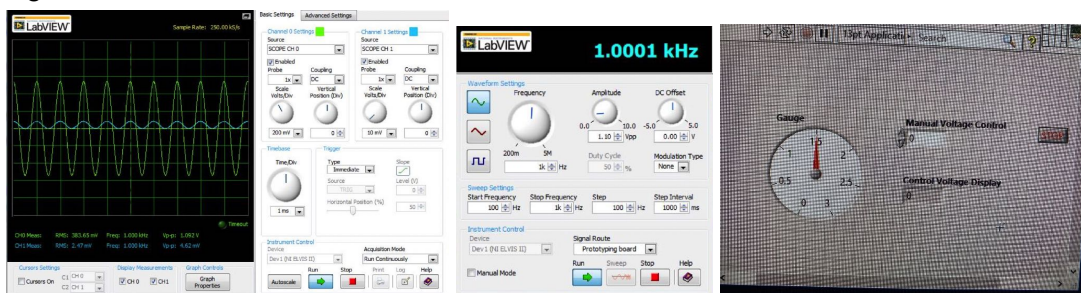 LabVIEW
Sample Rate: 250.00 kS/s
Timeout
CH0 Meas: RMS: 383.65 mV Freq: 1.000 kHz Vp-p: 1.092 V
CH1 Meas: RMS: 2.47 mV Freq: 1.000 kHz Vp-p: 4.62 mV
Cursors Settings
Cursors On
C1 CH 0
C2 CH 1
Display Measurements
CH 0 CH1
Graph Controls
Graph Properties
Basic Settings Advanced Settings
Channel 0 Settings Channel 1 Settings
Source Source
SCOPE CH 0 SCOPE CH 1
Enabled Enabled
Probe Coupling Probe Coupling
1x DC 1x DC
Scale Vertical Scale Vertical
Volts/Div Position (Div) Volts/Div Position (Div)
200 mV 0 10 mV 0
Timebase Trigger
Time/Div Type Slope
Immediate
Source Level (V)
TRIG 0
Horizontal Position (%)
50
1 ms
Instrument Control
Device Acquisition Mode
Dev1 (NI ELVIS II) Run Continuously
Run Stop Print Log Help
Autoscale
LabVIEW
1.0001 kHz
Waveform Settings
Frequency Amplitude DC Offset
0.0 10.0 -5.0 5.0
1.10 Vpp 0.00 V
200m 5M
1k Hz
Duty Cycle Modulation Type
50 % None
Sweep Settings
Start Frequency Stop Frequency Step Step Interval
100 Hz 1k Hz 100 Hz 1000 ms
Instrument Control
Device Signal Route
Dev1 (NI ELVIS II) Prototyping board
Manual Mode
Run Sweep Stop Help
13pt Applicati Search
Gauge
1.5
1 2
0.5 2.5
0 3
Manual Voltage Control
0
STOP
Control Voltage Display
0